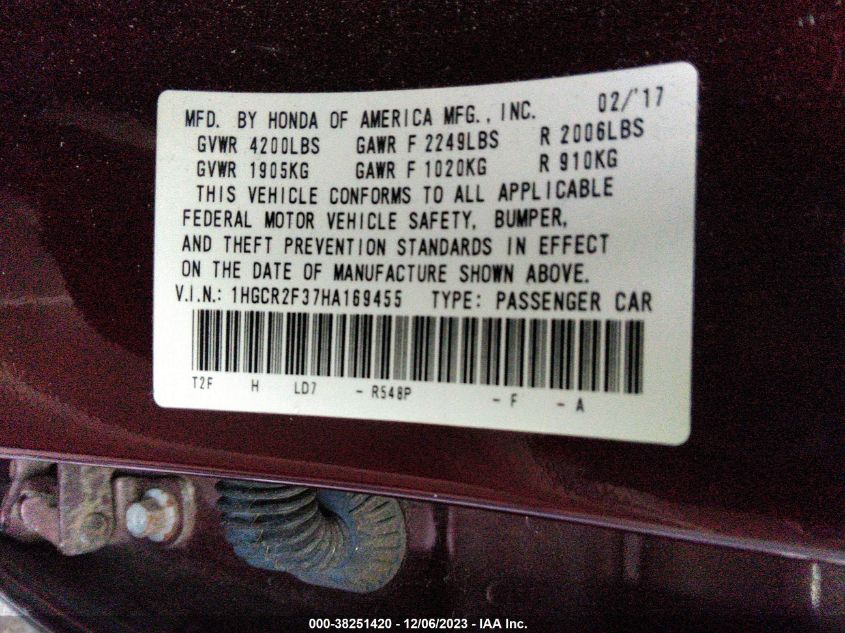 MFD. BY HONDA OF AMERICA MFG., INC. 02/'17
GVWR 4200LBS GAWR F 2249LBS R 2006LBS
GVWR 1905KG GAWR F 1020KG R 910KG
THIS VEHICLE CONFORMS TO ALL APPLICABLE
FEDERAL MOTOR VEHICLE SAFETY, BUMPER,
AND THEFT PREVENTION STANDARDS IN EFFECT
ON THE DATE OF MANUFACTURE SHOWN ABOVE.
V.I.N.: 1HGCR2F37HA169455 TYPE: PASSENGER CAR
T2F H LD7 - R548P - F - A
000-38251420 - 12/06/2023 - IAA Inc.